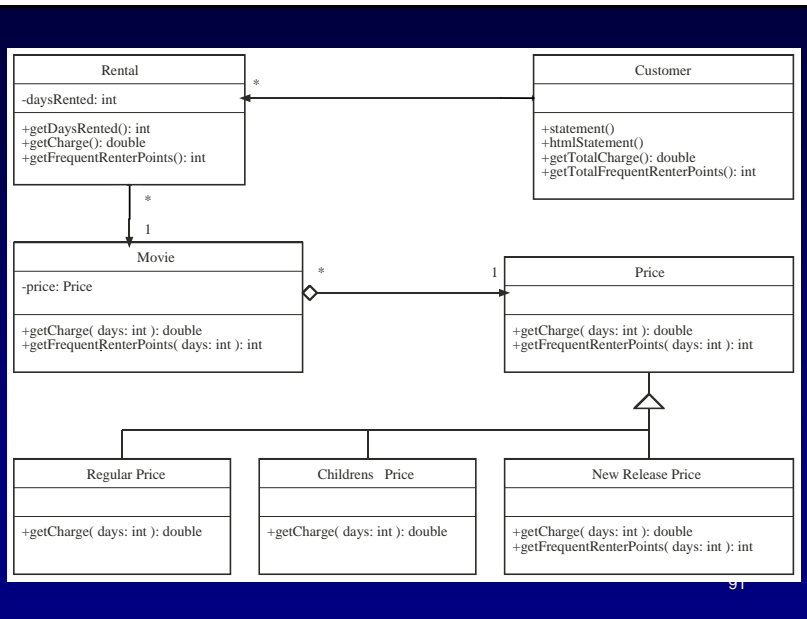 Rental
-daysRented: int
+getDaysRented(): int
+getCharge(): double
+getFrequentRenterPoints(): int
*
Customer
+statement()
+htmlStatement()
+getTotalCharge(): double
+getTotalFrequentRenterPoints(): int
*
1
Movie
-price: Price
+getCharge( days: int ): double
+getFrequentRenterPoints( days: int ): int
*
1
Price
+getCharge( days: int ): double
+getFrequentRenterPoints( days: int ): int
Regular Price
+getCharge( days: int ): double
Childrens Price
+getCharge( days: int ): double
New Release Price
+getCharge( days: int ): double
+getFrequentRenterPoints( days: int ): int
91